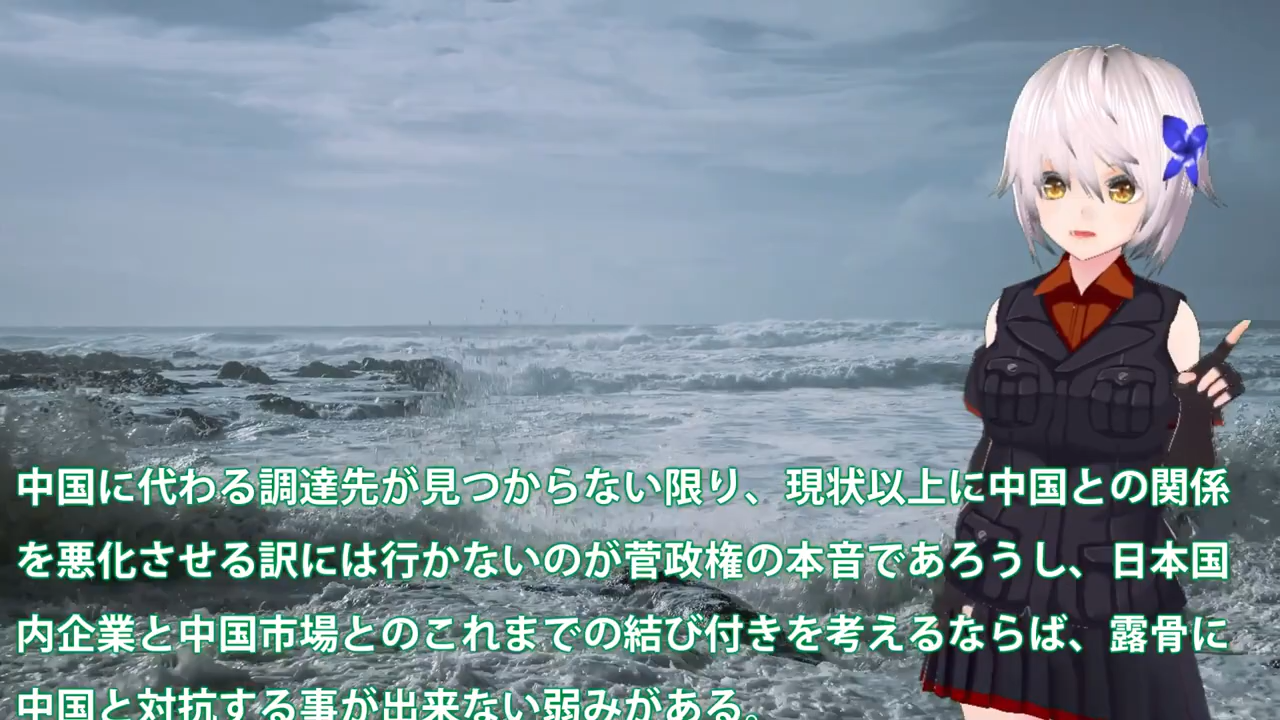 中国に代わる調達先が見つからない限り、現状以上に中国との関係
を悪化させる訳には行かないのが菅政権の本音であろうし、日本国
内企業と中国市場とのこれまでの結び付きを考えるならば、露骨に
中国と対抗する事が出来ない弱みがある。